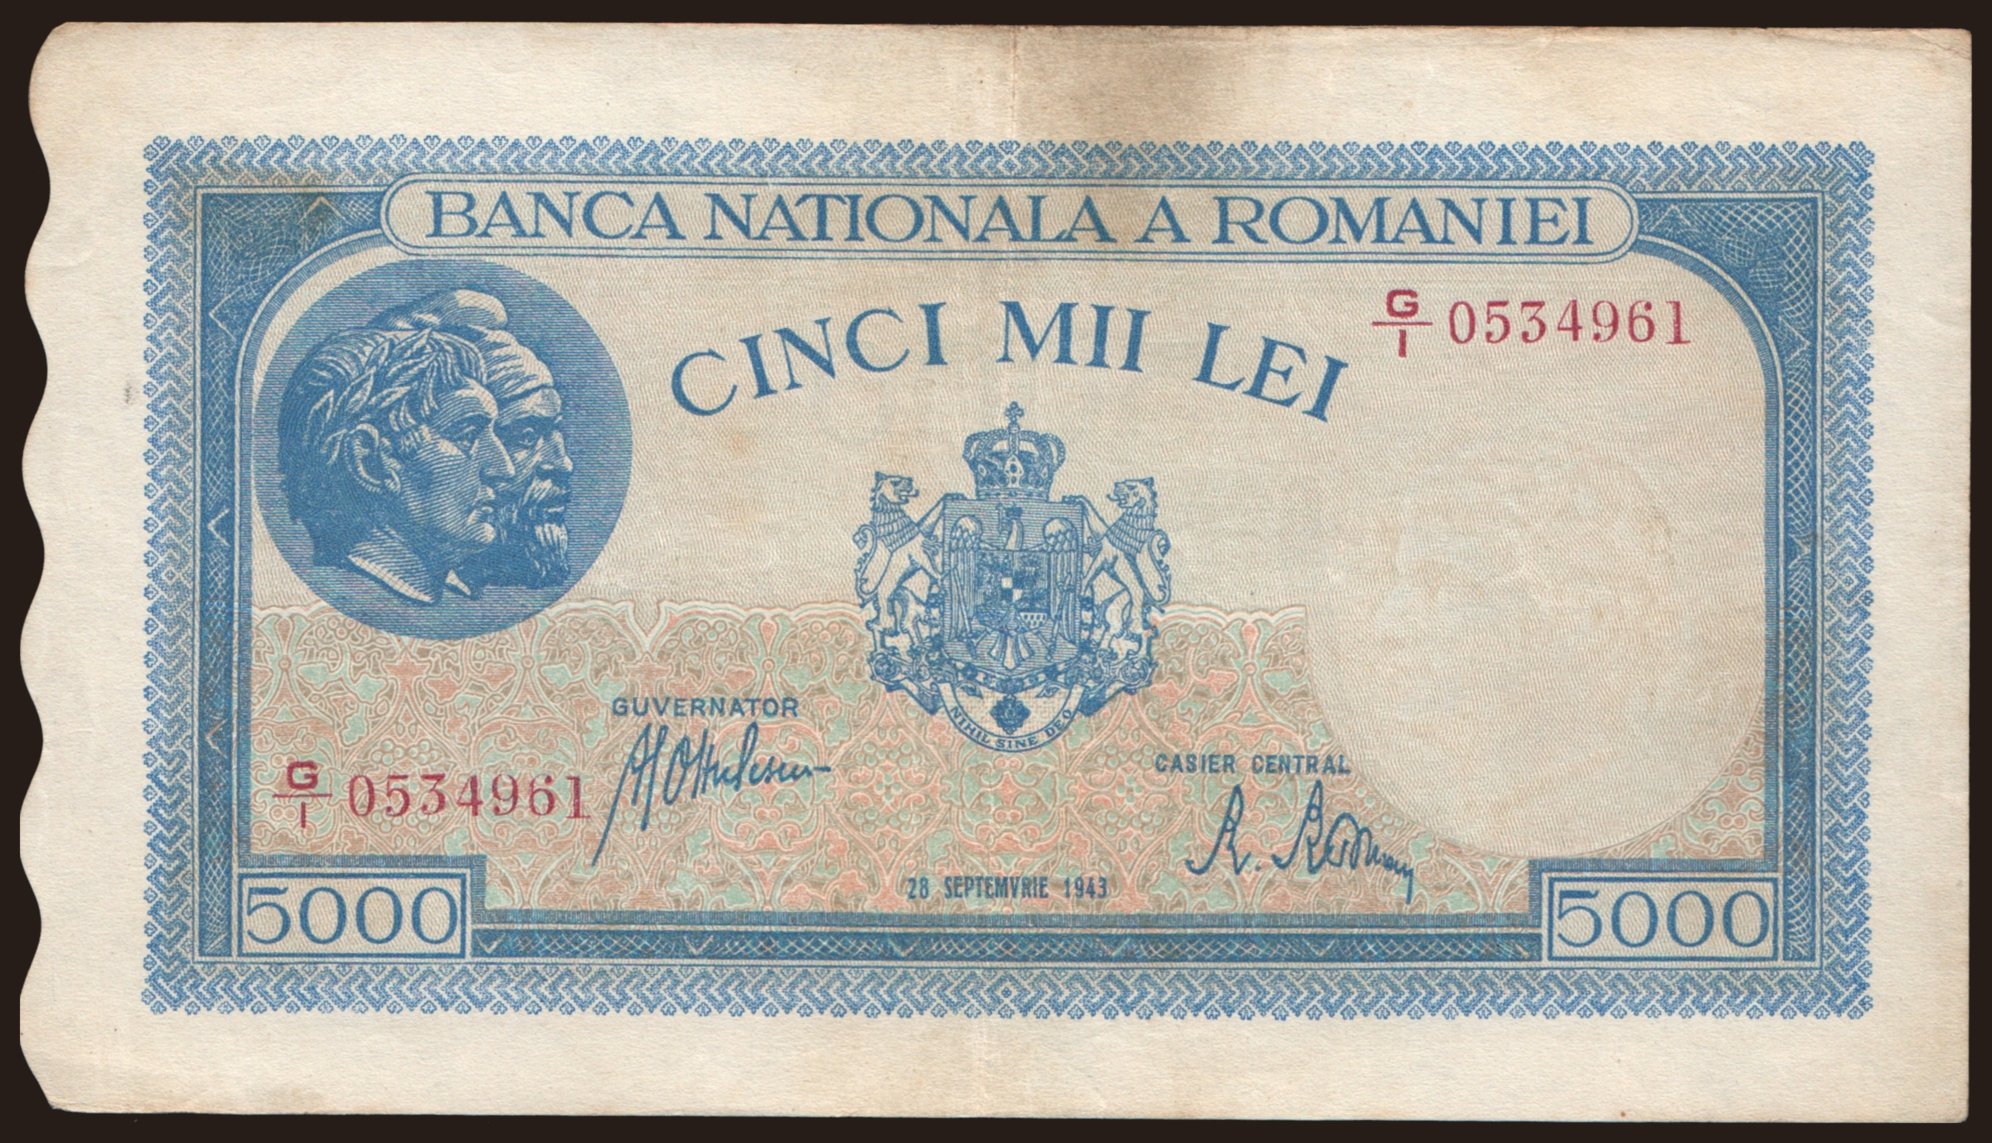 BANCA NATIONALA A ROMANIEI
CINCI MII LEI
G/I 0534961
NIHIL SINE DEO
GUVERNATOR
CASIER CENTRAL
G/I 0534961
28 SEPTEMVRIE 1943
5000
5000